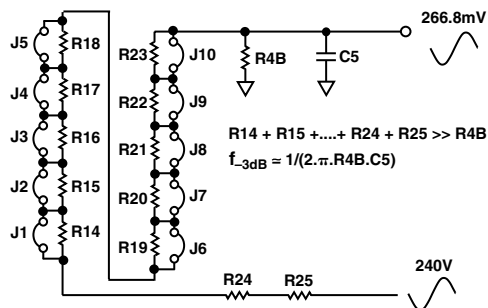 266.8mV
J5
R18
J4
R17
J3
R16
J2
R15
J1
R14
R23
J10
R22
J9
R21
J8
R20
J7
R19
J6
R4B
C5
R14 + R15 +....+ R24 + R25 >> R4B
f–3dB ≃ 1/(2.π.R4B.C5)
R24
R25
240V